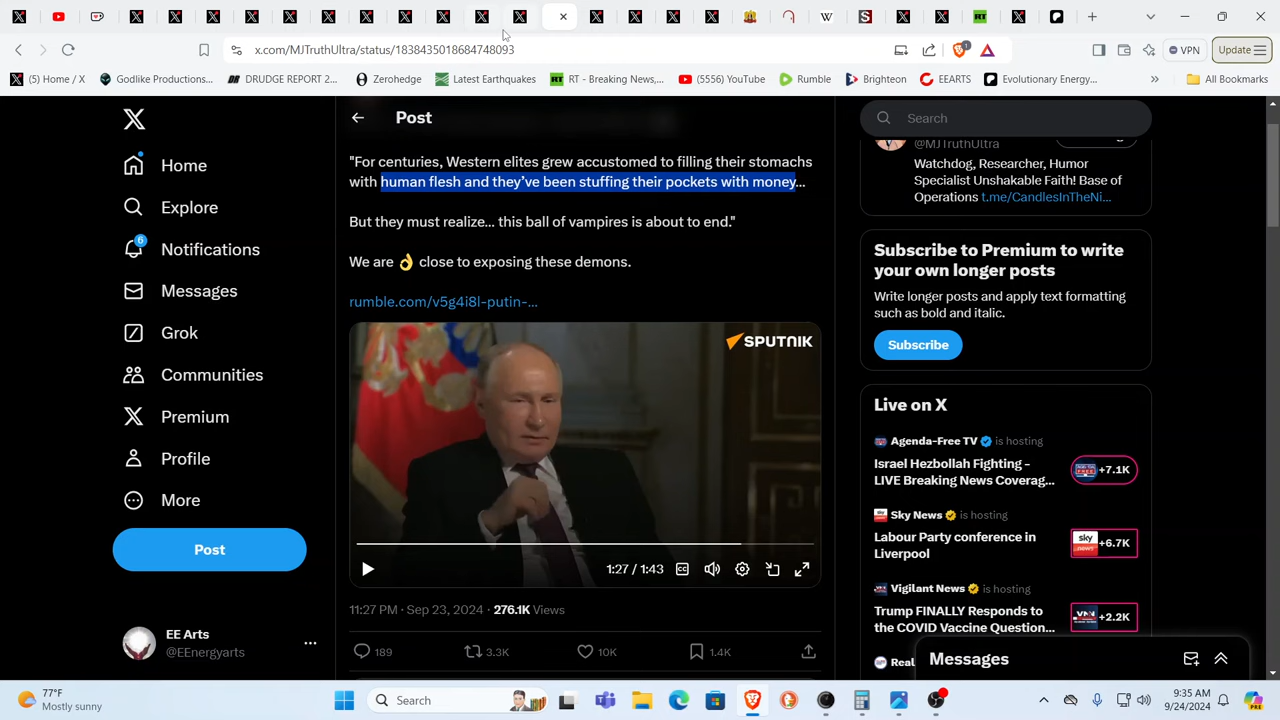 x.com/MJTruthUltra/status/1838435018684748093
VPN
Update
(5) Home / X
Godlike Productions...
DRUDGE REPORT 2...
Zerohedge
Latest Earthquakes
RT - Breaking News,...
(5556) YouTube
Rumble
Brighteon
EEARTS
Evolutionary Energy...
All Bookmarks
Home
Explore
Notifications
6
Messages
Grok
Communities
Premium
Profile
More
Post
EE Arts
@EEnergyarts
Post
"For centuries, Western elites grew accustomed to filling their stomachs
with human flesh and they've been stuffing their pockets with money...
But they must realize... this ball of vampires is about to end."
We are 👌 close to exposing these demons.
rumble.com/v5g4i8l-putin-...
SPUTNIK
1:27 / 1:43
11:27 PM · Sep 23, 2024 · 276.1K Views
189
3.3K
10K
1.4K
Search
@MJTruthUltra
Watchdog, Researcher, Humor
Specialist Unshakable Faith! Base of
Operations t.me/CandlesInTheNi...
Subscribe to Premium to write
your own longer posts
Write longer posts and apply text formatting
such as bold and italic.
Subscribe
Live on X
Agenda-Free TV is hosting
Israel Hezbollah Fighting -
LIVE Breaking News Coverag...
+7.1K
Sky News is hosting
Labour Party conference in
Liverpool
+6.7K
Vigilant News is hosting
Trump FINALLY Responds to
the COVID Vaccine Question...
+2.2K
Messages
77°F
Mostly sunny
Search
9:35 AM
9/24/2024